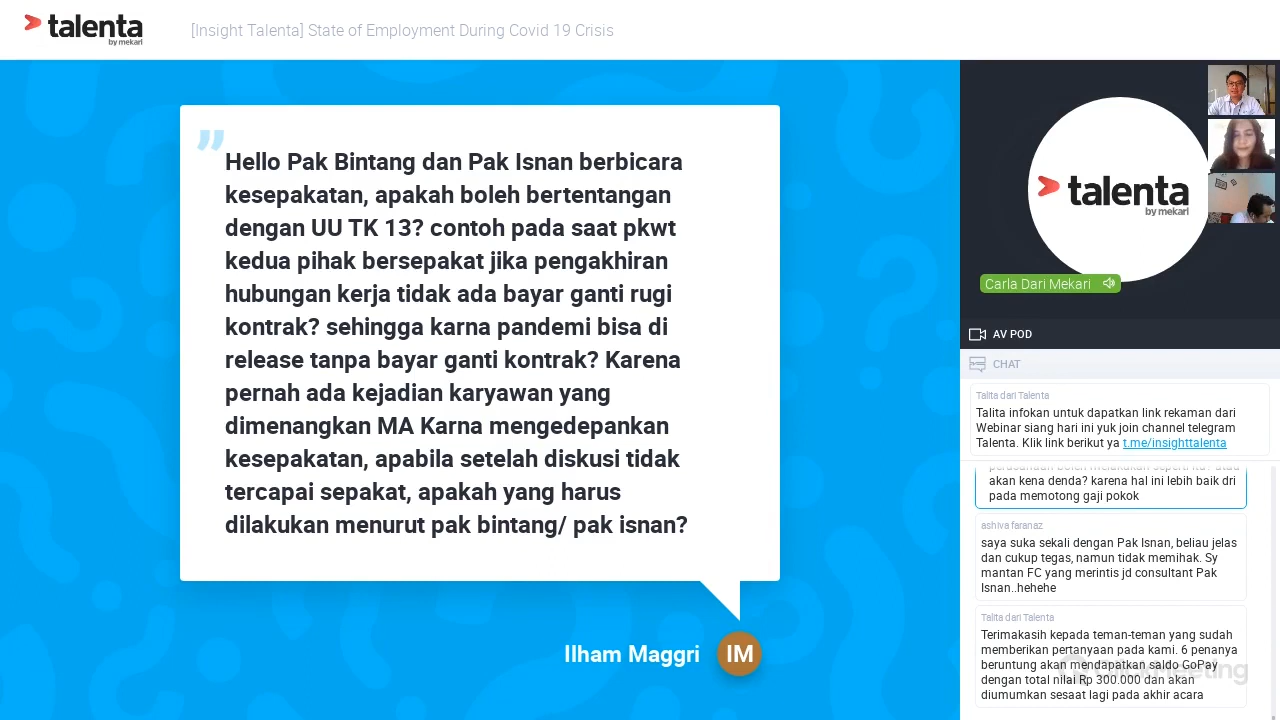 talenta
by mekari
[Insight Talenta] State of Employment During Covid 19 Crisis
Hello Pak Bintang dan Pak Isnan berbicara
kesepakatan, apakah boleh bertentangan
dengan UU TK 13? contoh pada saat pkwt
kedua pihak bersepakat jika pengakhiran
hubungan kerja tidak ada bayar ganti rugi
kontrak? sehingga karna pandemi bisa di
release tanpa bayar ganti kontrak? Karena
pernah ada kejadian karyawan yang
dimenangkan MA Karna mengedepankan
kesepakatan, apabila setelah diskusi tidak
tercapai sepakat, apakah yang harus
dilakukan menurut pak bintang/ pak isnan?
Ilham Maggri
IM
talenta
by mekari
Carla Dari Mekari
AV POD
CHAT
Talita dari Talenta
Talita infokan untuk dapatkan link rekaman dari
Webinar siang hari ini yuk join channel telegram
Talenta. Klik link berikut ya t.me/insighttalenta
akan kena denda? karena hal ini lebih baik dri
pada memotong gaji pokok
ashiva faranaz
saya suka sekali dengan Pak Isnan, beliau jelas
dan cukup tegas, namun tidak memihak. Sy
mantan FC yang merintis jd consultant Pak
Isnan..hehehe
Talita dari Talenta
Terimakasih kepada teman-teman yang sudah
memberikan pertanyaan pada kami. 6 penanya
beruntung akan mendapatkan saldo GoPay
dengan total nilai Rp 300.000 dan akan
diumumkan sesaat lagi pada akhir acara